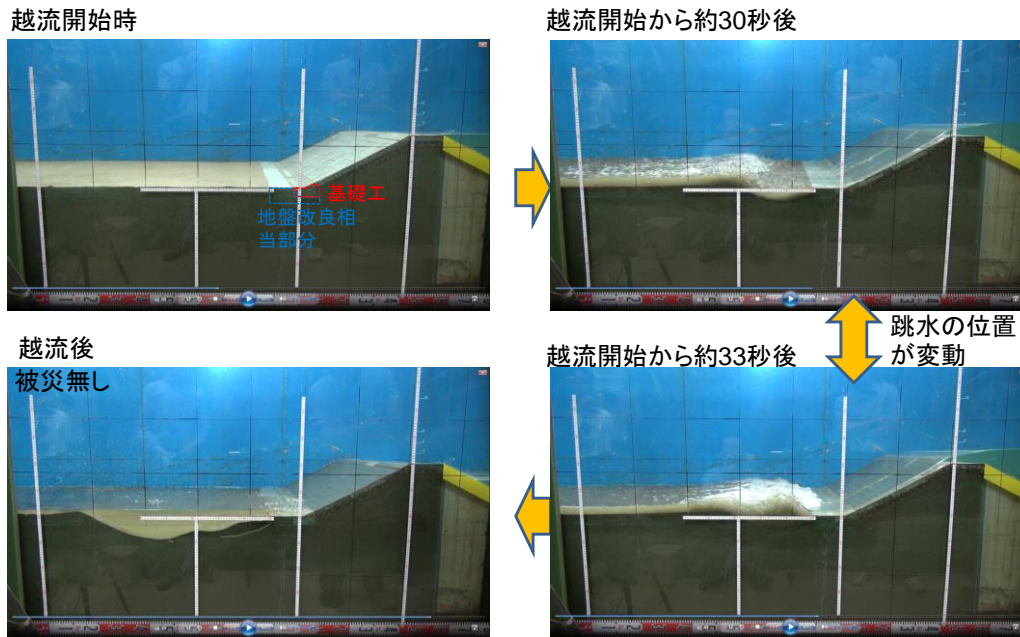 越流開始時
越流開始から約30秒後
基礎工
地盤改良相
当部分
跳水の位置
が変動
越流後
被災無し
越流開始から約33秒後